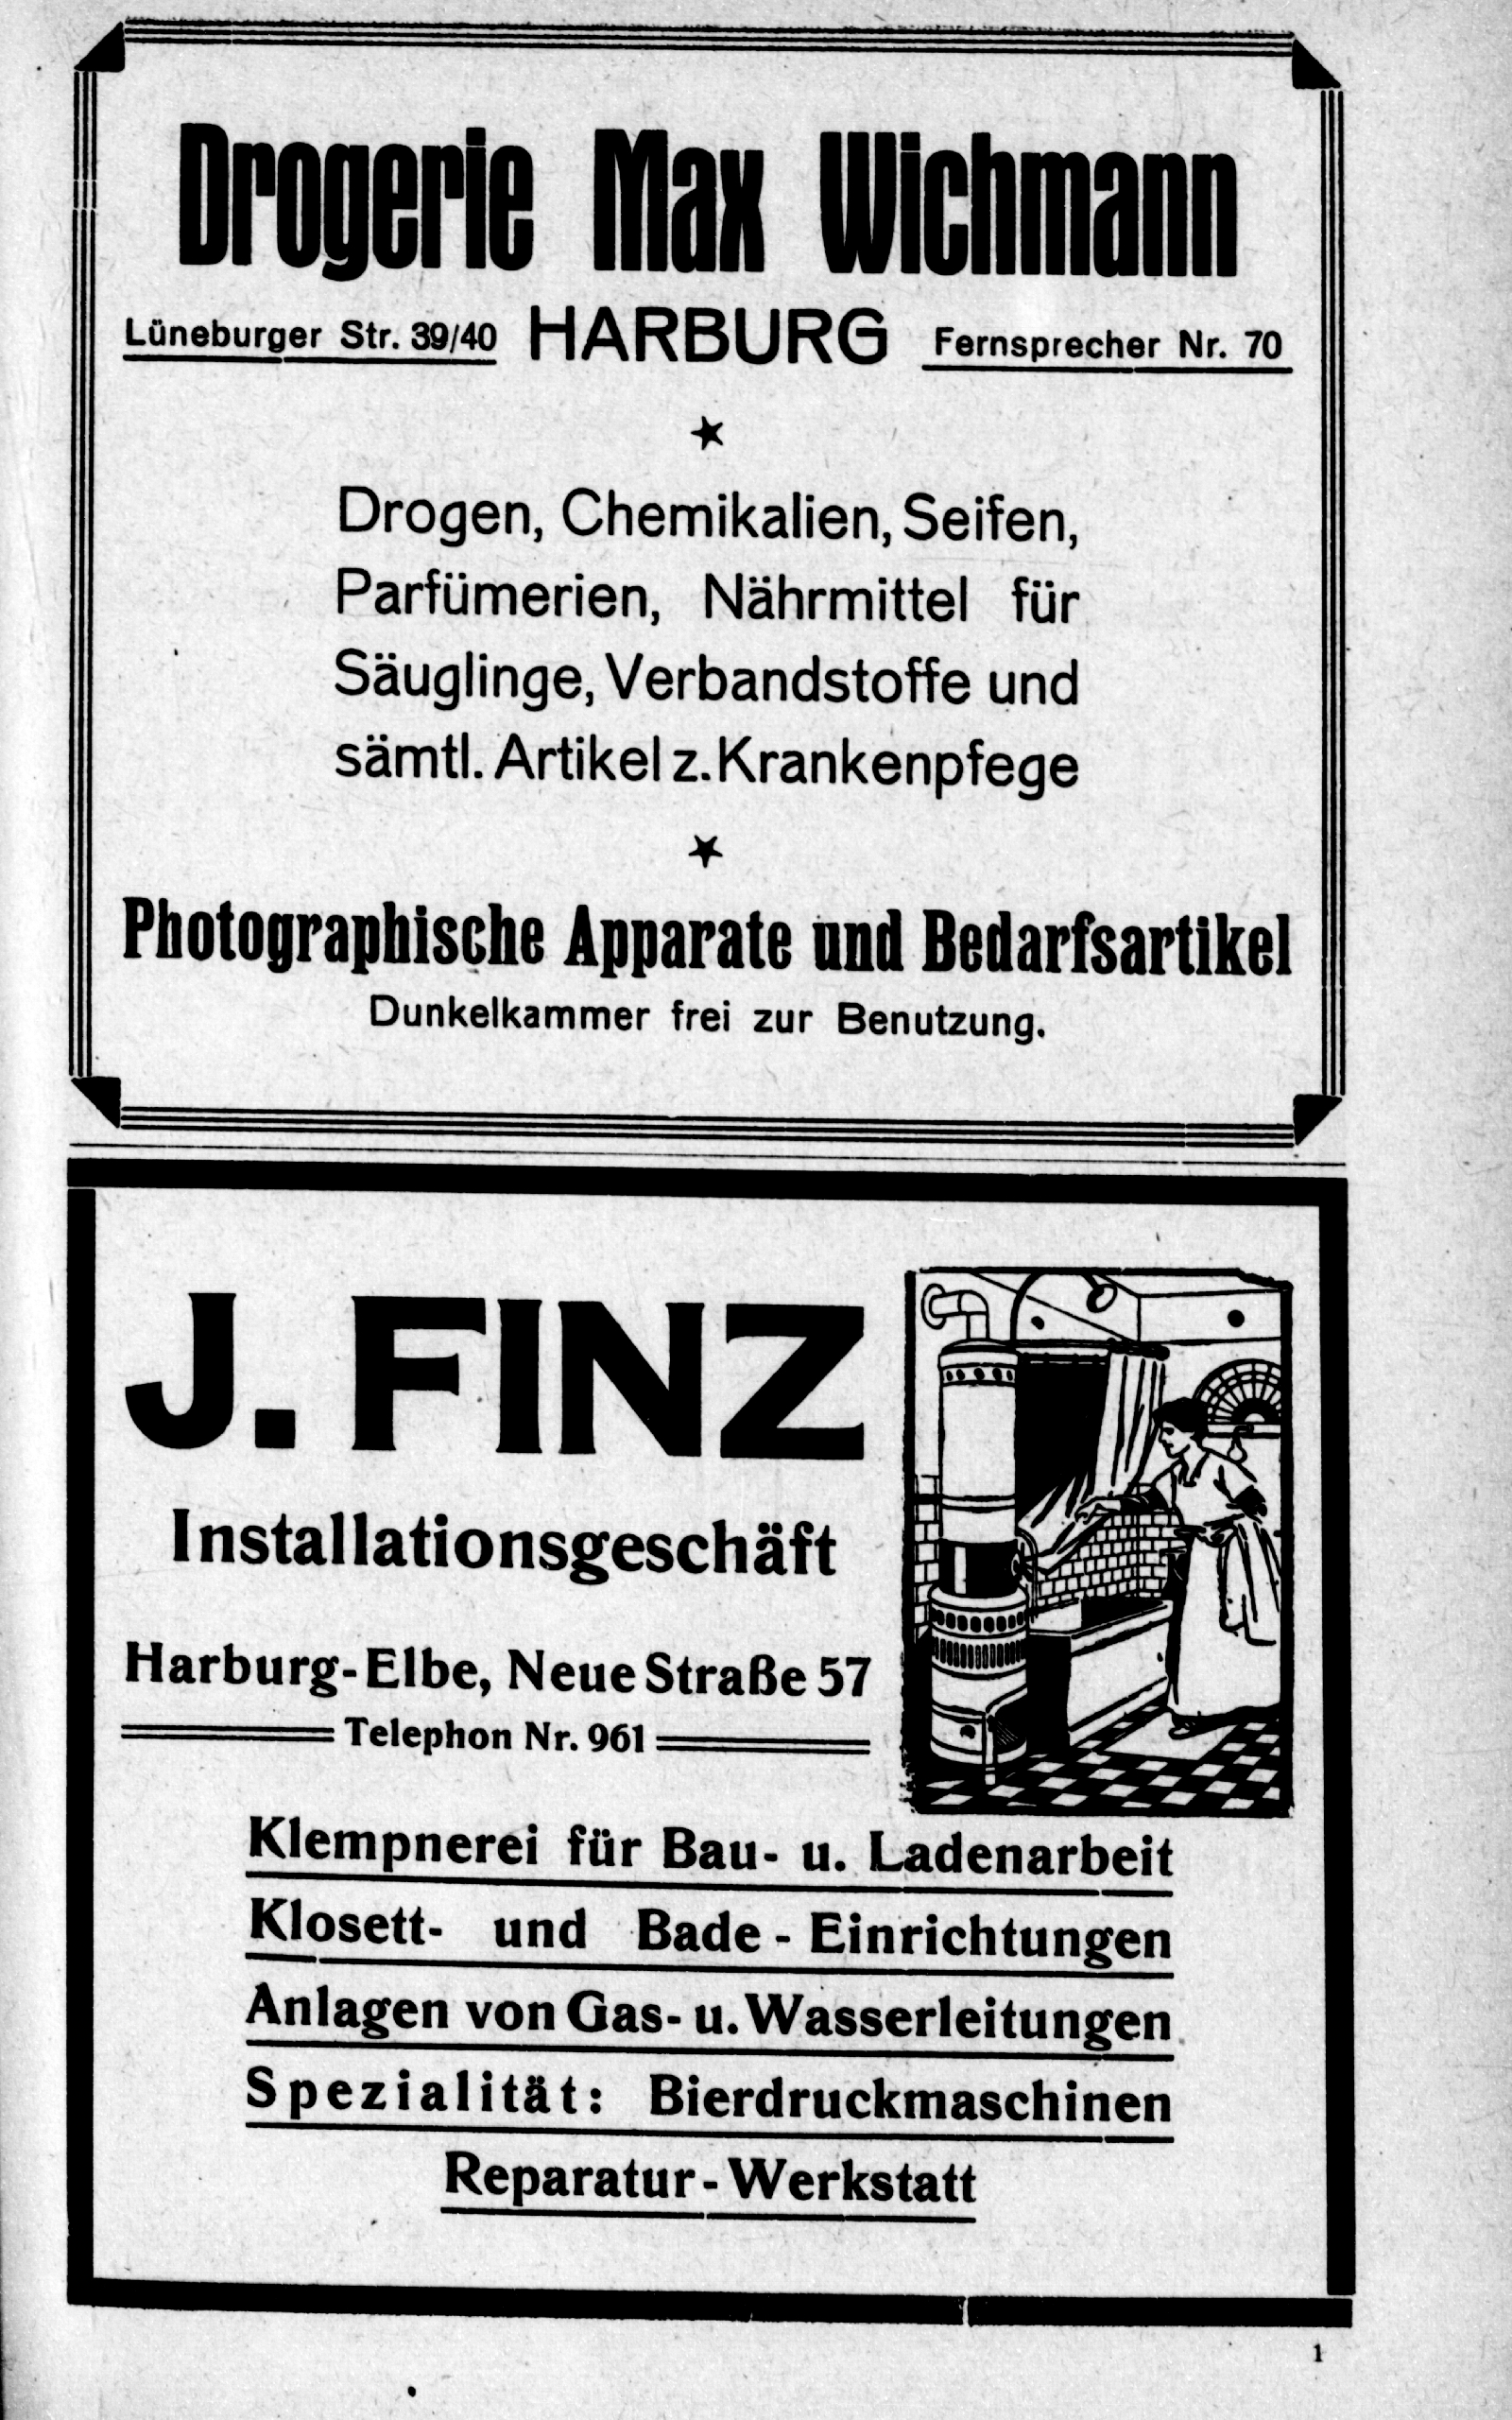 Drogerie Max Wichmann
Lüneburger Str. 39/40 HARBURG Fernsprecher Nr. 70
Drogen, Chemikalien, Seifen,
Parfümerien, Nährmittel für
Säuglinge, Verbandstoffe und
sämtl. Artikel z. Krankenpfege
Photographische Apparate und Bedarfsartikel
Dunkelkammer frei zur Benutzung.
J. FINZ
Installationsgeschäft
Harburg-Elbe, Neue Straße 57
Telephon Nr. 961
Klempnerei für Bau- u. Ladenarbeit
Klosett- und Bade-Einrichtungen
Anlagen von Gas- u. Wasserleitungen
Spezialität: Bierdruckmaschinen
Reparatur-Werkstatt
1